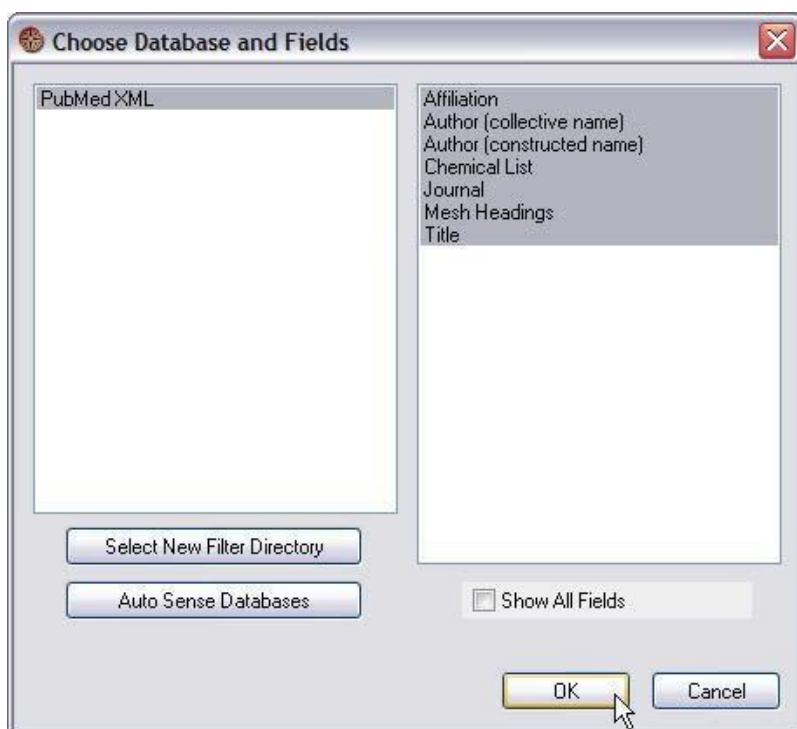 Choose Database and Fields
PubMed XML
Affiliation
Author (collective name)
Author (constructed name)
Chemical List
Journal
Mesh Headings
Title
Select New Filter Directory
Auto Sense Databases
Show All Fields
OK
Cancel